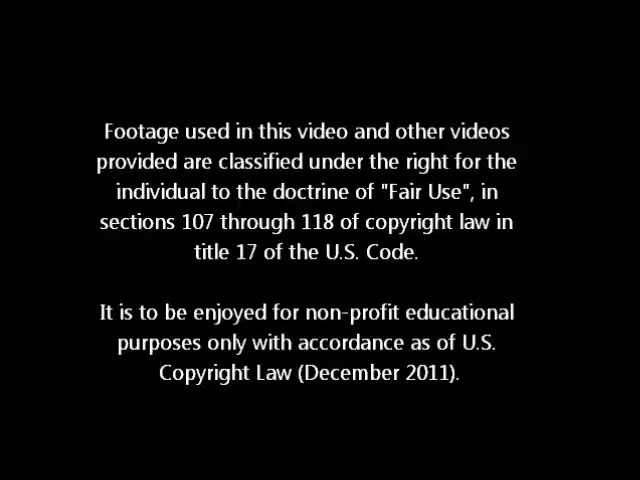 Footage used in this video and other videos
provided are classified under the right for the
individual to the doctrine of "Fair Use", in
sections 107 through 118 of copyright law in
title 17 of the U.S. Code.
It is to be enjoyed for non-profit educational
purposes only with accordance as of U.S.
Copyright Law (December 2011).